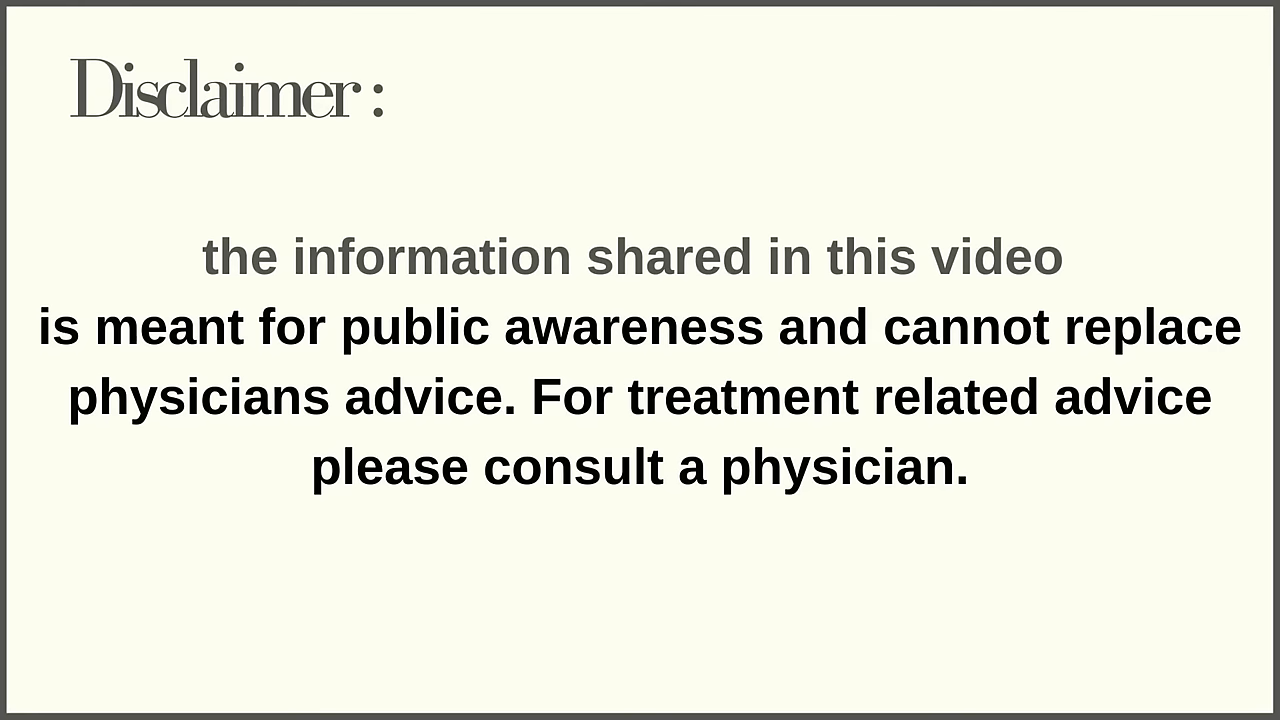 Disclaimer :
the information shared in this video
is meant for public awareness and cannot replace
physicians advice. For treatment related advice
please consult a physician.